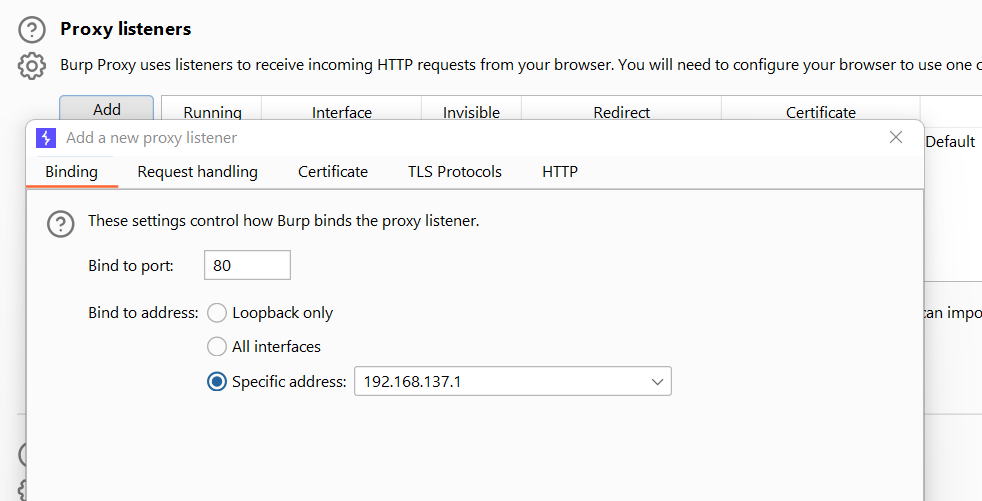 Proxy listeners
Burp Proxy uses listeners to receive incoming HTTP requests from your browser. You will need to configure your browser to use one
Add Running Interface Invisible Redirect Certificate
Add a new proxy listener
Default
Binding Request handling Certificate TLS Protocols HTTP
These settings control how Burp binds the proxy listener.
Bind to port: 80
Bind to address: Loopback only
can impo
All interfaces
Specific address: 192.168.137.1